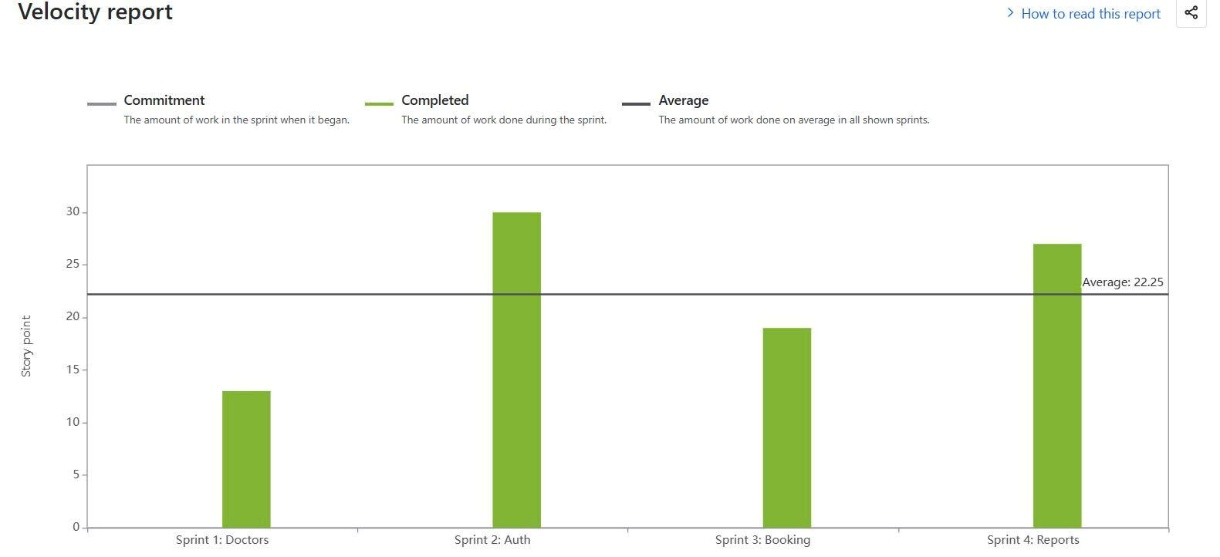 Velocity report
How to read this report
Commitment
The amount of work in the sprint when it began.
Completed
The amount of work done during the sprint.
Average
The amount of work done on average in all shown sprints.
Story point
30
25
20
15
10
5
0
Average: 22.25
Sprint 1: Doctors
Sprint 2: Auth
Sprint 3: Booking
Sprint 4: Reports